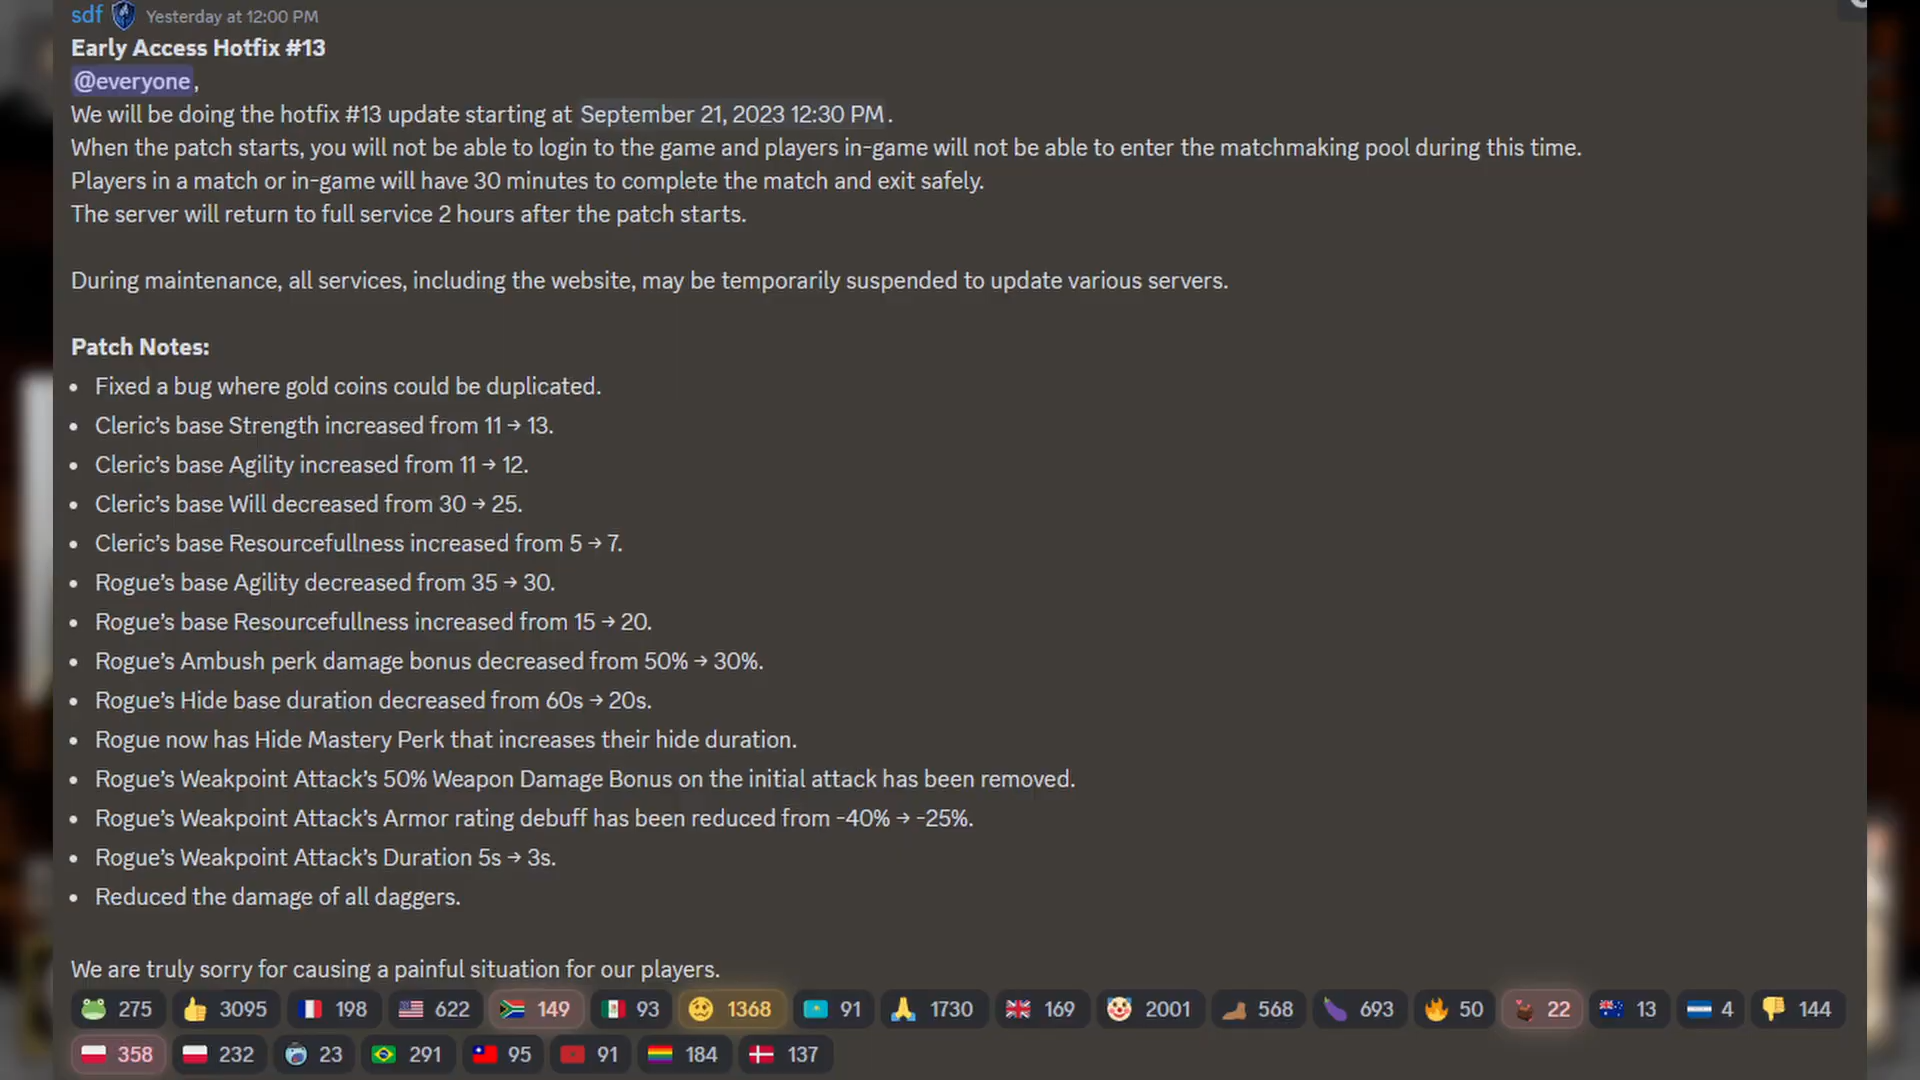 sdf Yesterday at 12:00 PM
Early Access Hotfix #13
@everyone,
We will be doing the hotfix #13 update starting at September 21, 2023 12:30 PM.
When the patch starts, you will not be able to login to the game and players in-game will not be able to enter the matchmaking pool during this time.
Players in a match or in-game will have 30 minutes to complete the match and exit safely.
The server will return to full service 2 hours after the patch starts.
During maintenance, all services, including the website, may be temporarily suspended to update various servers.
Patch Notes:
• Fixed a bug where gold coins could be duplicated.
• Cleric’s base Strength increased from 11 → 13.
• Cleric’s base Agility increased from 11 → 12.
• Cleric’s base Will decreased from 30 → 25.
• Cleric’s base Resourcefullness increased from 5 → 7.
• Rogue’s base Agility decreased from 35 → 30.
• Rogue’s base Resourcefullness increased from 15 → 20.
• Rogue’s Ambush perk damage bonus decreased from 50% → 30%.
• Rogue’s Hide base duration decreased from 60s → 20s.
• Rogue now has Hide Mastery Perk that increases their hide duration.
• Rogue’s Weakpoint Attack’s 50% Weapon Damage Bonus on the initial attack has been removed.
• Rogue’s Weakpoint Attack’s Armor rating debuff has been reduced from -40% → -25%.
• Rogue’s Weakpoint Attack’s Duration 5s → 3s.
• Reduced the damage of all daggers.
We are truly sorry for causing a painful situation for our players.
275 3095 198 622 149 93 1368 91 1730 169 2001 568 693 50 22 13 4 144
358 232 23 291 95 91 184 137